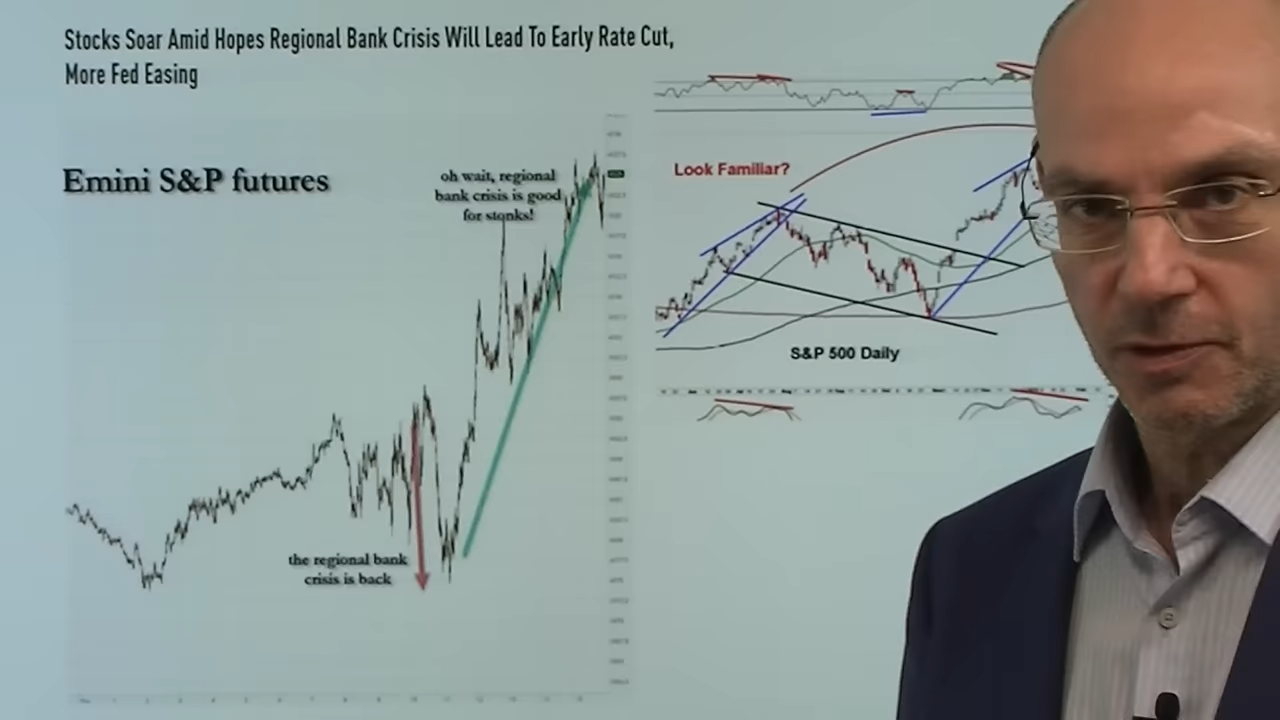 Stocks Soar Amid Hopes Regional Bank Crisis Will Lead To Early Rate Cut,
More Fed Easing
Emini S&P futures
oh wait, regional
bank crisis is good
for stonks!
the regional bank
crisis is back
Look Familiar?
S&P 500 Daily